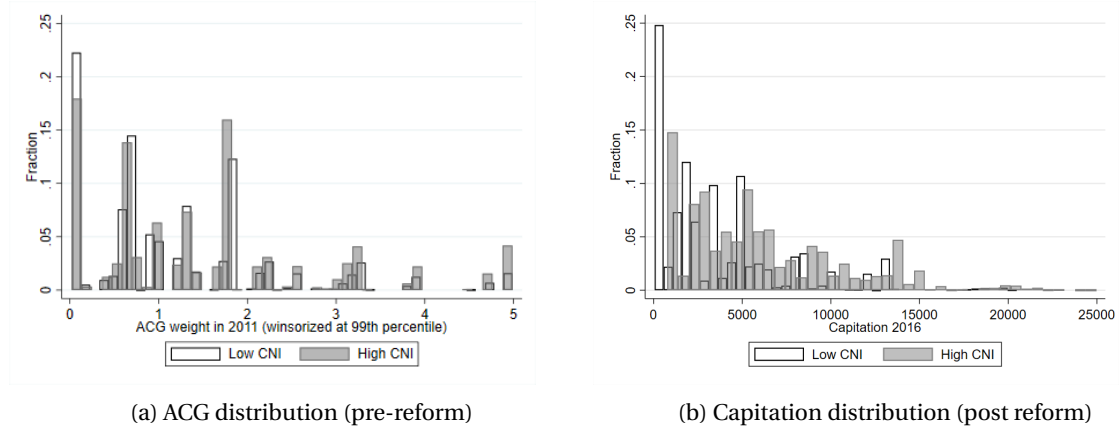 .25
.2
.15
.1
.05
0
Fraction
0 1 2 3 4 5
ACG weight in 2011 (winsorized at 99th percentile)
Low CNI High CNI
(a) ACG distribution (pre-reform)
.25
.2
.15
.1
.05
0
Fraction
0 5000 10000 15000 20000 25000
Capitation 2016
Low CNI High CNI
(b) Capitation distribution (post reform)